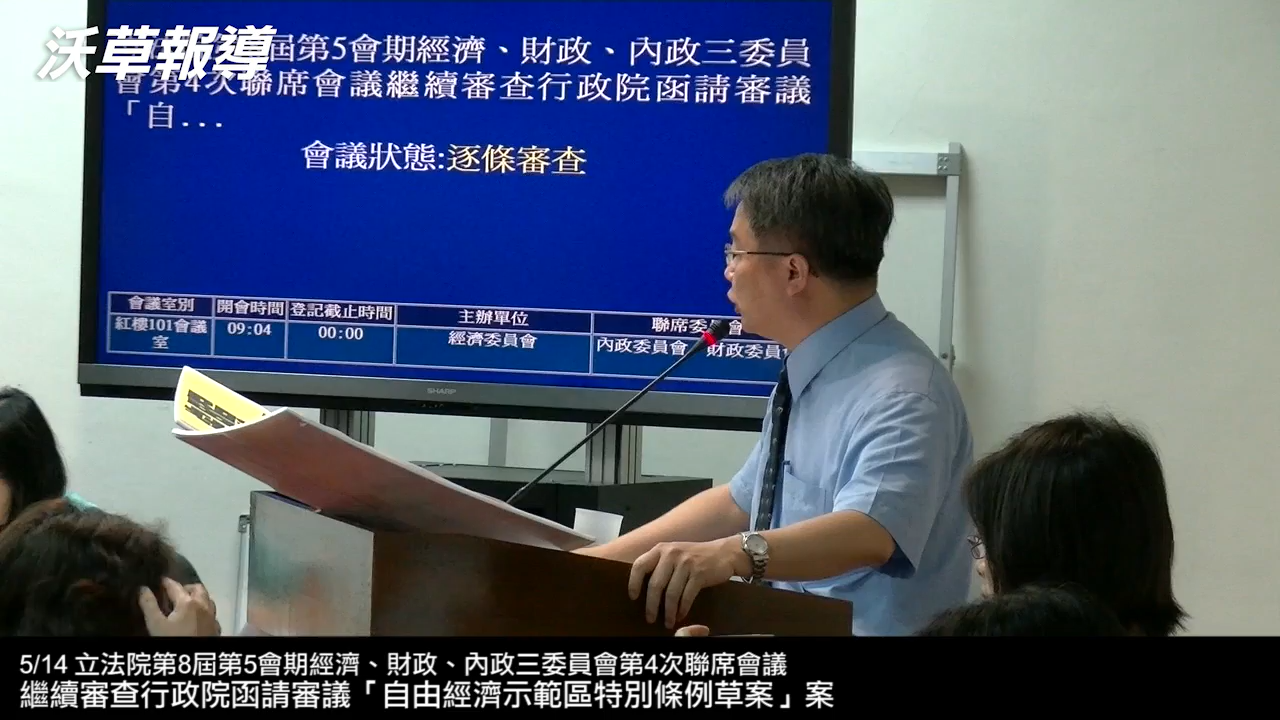 沃草報導
屆第5會期經濟、財政、內政三委員
會第4次聯席會議繼續審查行政院函請審議
「自...
會議狀態:逐條審查
會議室別 開會時間 登記截止時間 主辦單位 聯席委員會
紅樓101會議室 09:04 00:00 經濟委員會 內政委員會 財政委員
SHARP
5/14 立法院第8屆第5會期經濟、財政、內政三委員會第4次聯席會議
繼續審查行政院函請審議「自由經濟示範區特別條例草案」案